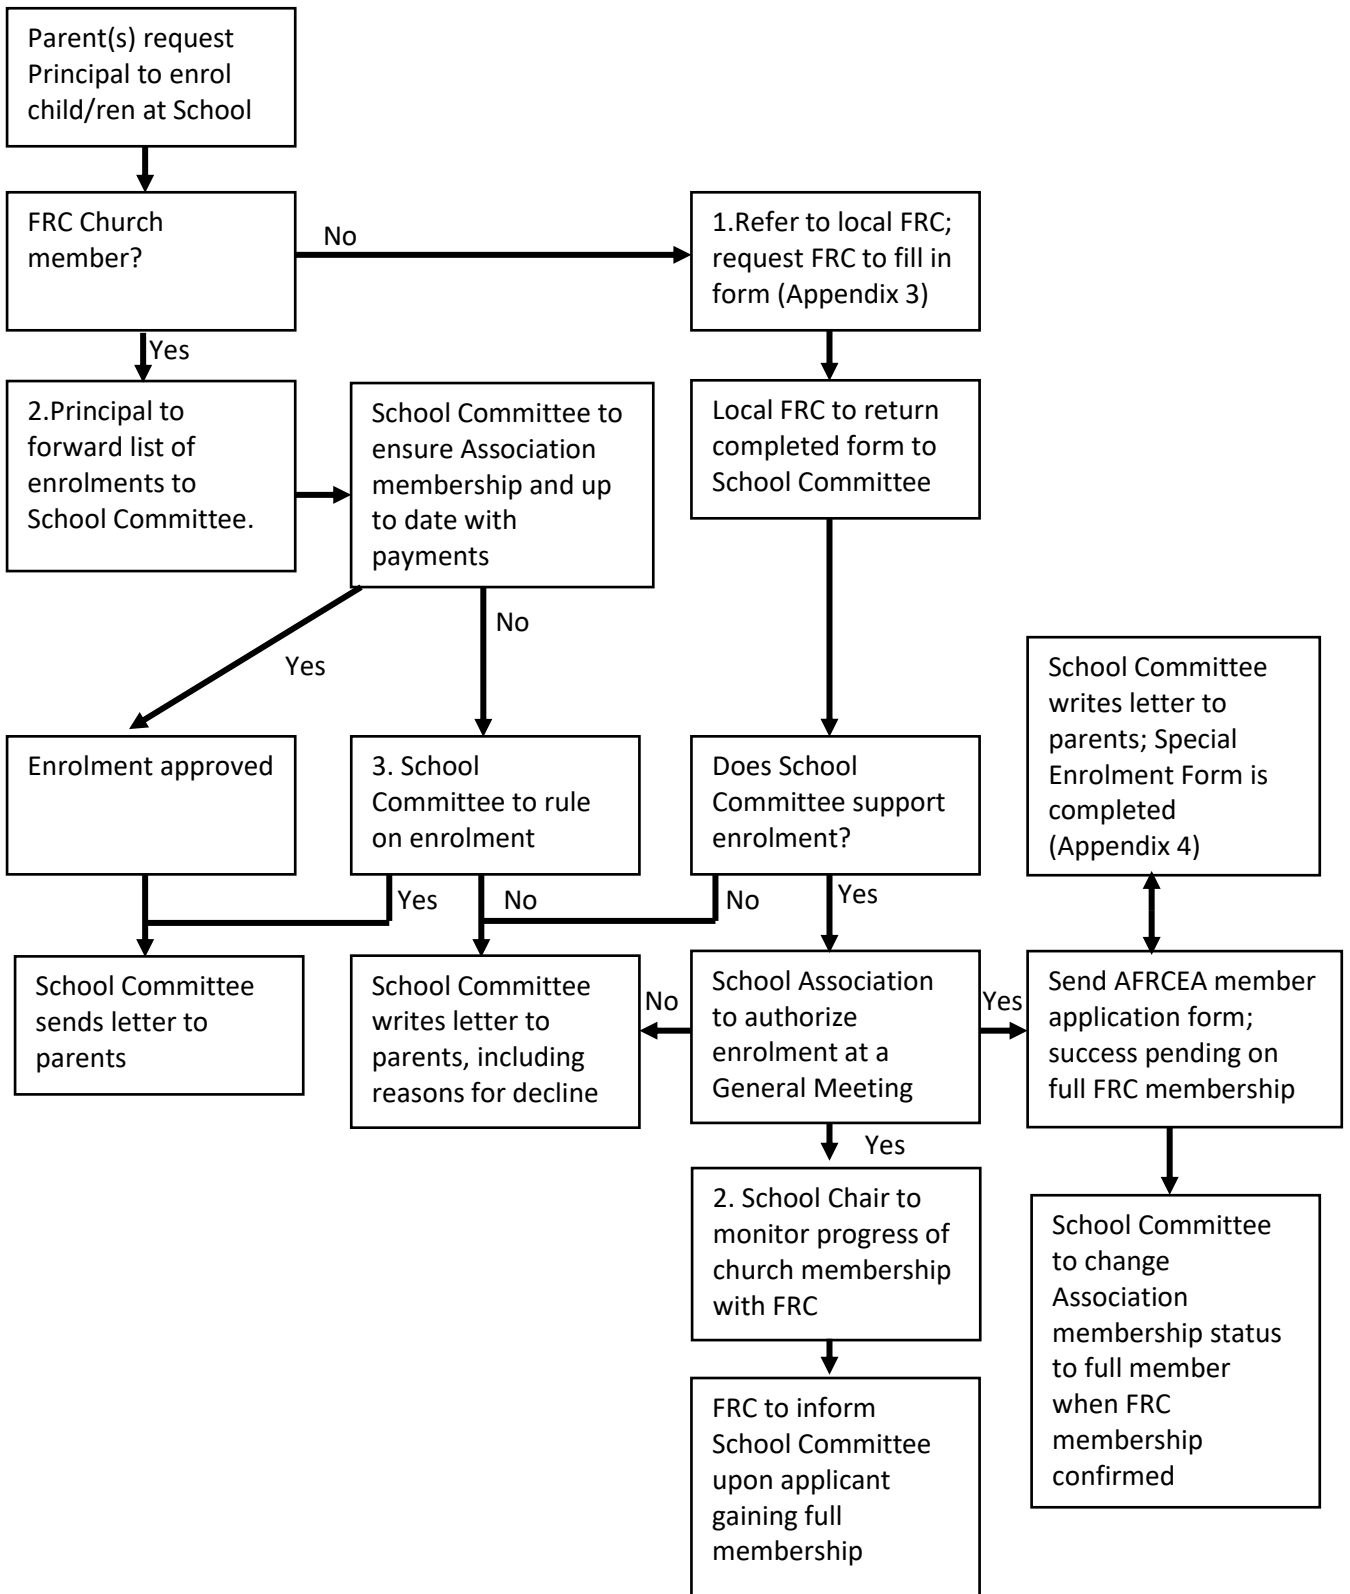 Parent(s) request
Principal to enrol
child/ren at School
FRC Church
member?
No
1.Refer to local FRC;
request FRC to fill in
form (Appendix 3)
Yes
2.Principal to
forward list of
enrolments to
School Committee.
School Committee to
ensure Association
membership and up
to date with
payments
Local FRC to return
completed form to
School Committee
No
Yes
School Committee
writes letter to
parents; Special
Enrolment Form is
completed
(Appendix 4)
Enrolment approved
3. School
Committee to rule
on enrolment
Does School
Committee support
enrolment?
Yes
No
No
Yes
School Committee
sends letter to
parents
School Committee
writes letter to
parents, including
reasons for decline
No
School Association
to authorize
enrolment at a
General Meeting
Yes
Send AFRCEA member
application form;
success pending on
full FRC membership
Yes
2. School Chair to
monitor progress of
church membership
with FRC
School Committee
to change
Association
membership status
to full member
when FRC
membership
confirmed
FRC to inform
School Committee
upon applicant
gaining full
membership